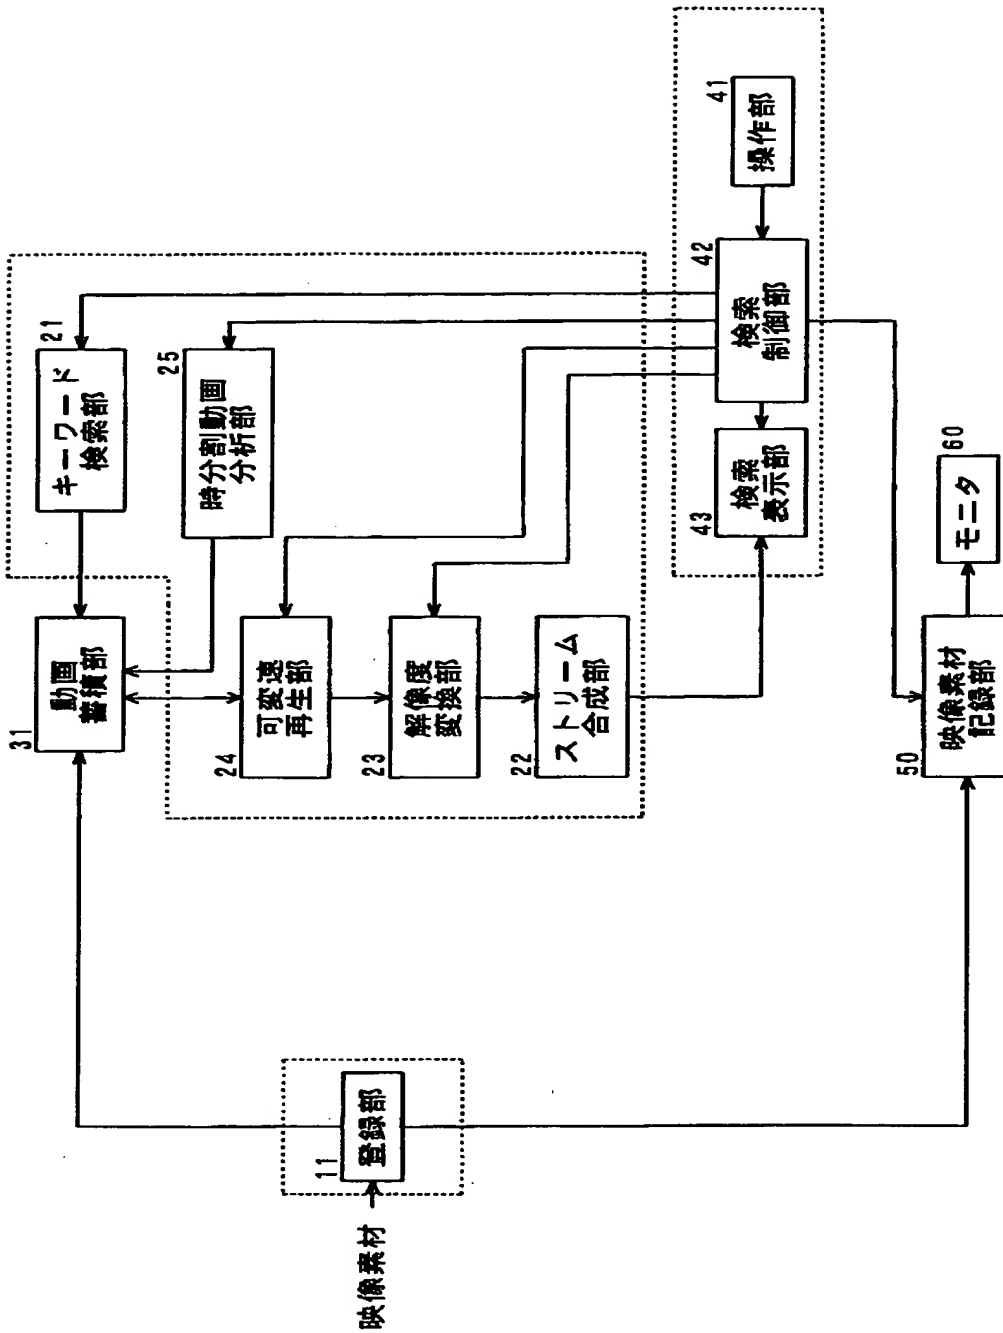 映像素材
11
登録部
31
動画
蓄積部
21
キーワード
検索部
25
時分割動画
分析部
24
可変速
再生部
23
解像度
変換部
22
ストリーム
合成部
41
操作部
42
検索
制御部
43
検索
表示部
50
映像素材
記録部
60
モニタ